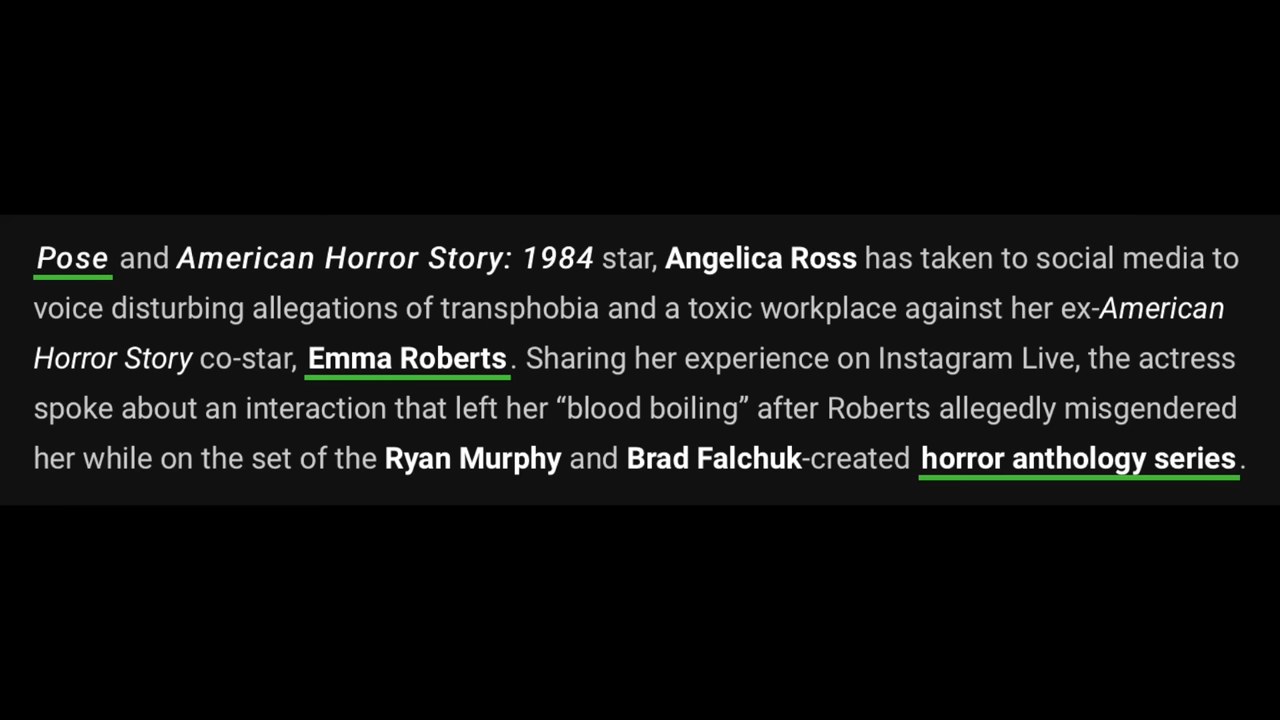 Pose and American Horror Story: 1984 star, Angelica Ross has taken to social media to
voice disturbing allegations of transphobia and a toxic workplace against her ex-American
Horror Story co-star, Emma Roberts. Sharing her experience on Instagram Live, the actress
spoke about an interaction that left her “blood boiling” after Roberts allegedly misgendered
her while on the set of the Ryan Murphy and Brad Falchuk-created horror anthology series.